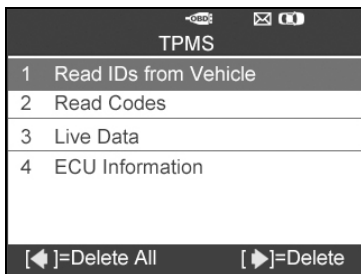 OBD
TPMS
1 Read IDs from Vehicle
2 Read Codes
3 Live Data
4 ECU Information
[ ]=Delete All [ ]=Delete